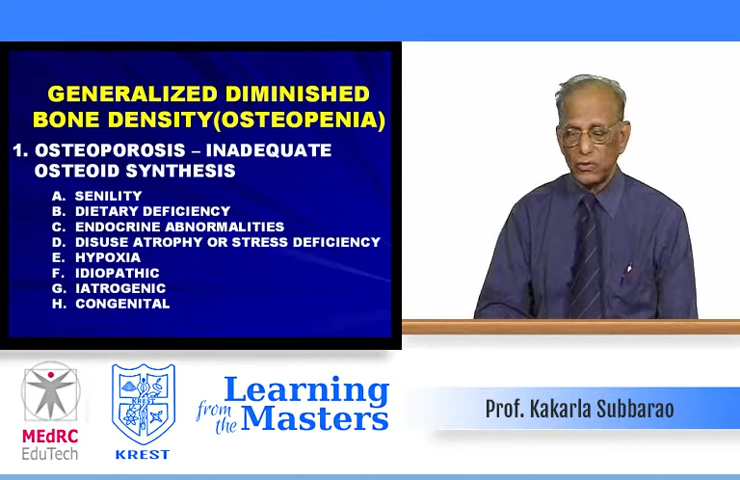 GENERALIZED DIMINISHED
BONE DENSITY(OSTEOPENIA)
1. OSTEOPOROSIS – INADEQUATE
OSTEOID SYNTHESIS
A. SENILITY
B. DIETARY DEFICIENCY
C. ENDOCRINE ABNORMALITIES
D. DISUSE ATROPHY OR STRESS DEFICIENCY
E. HYPOXIA
F. IDIOPATHIC
G. IATROGENIC
H. CONGENITAL
MEdRC
EduTech
KREST
KREST
Learning
from the Masters
Prof. Kakarla Subbarao